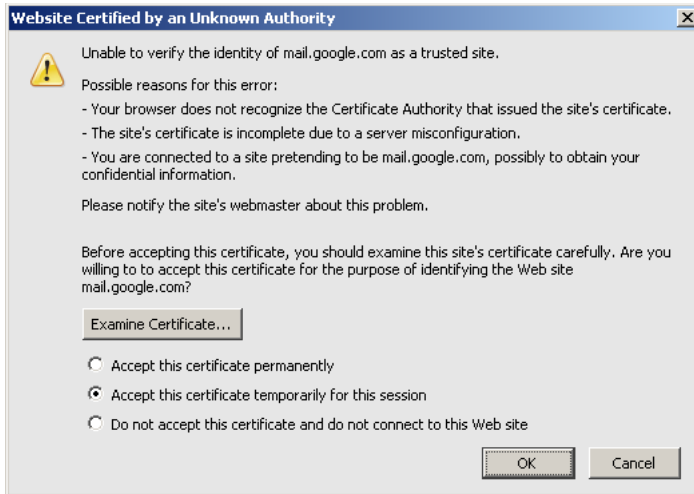 Website Certified by an Unknown Authority
Unable to verify the identity of mail.google.com as a trusted site.
Possible reasons for this error:
- Your browser does not recognize the Certificate Authority that issued the site's certificate.
- The site's certificate is incomplete due to a server misconfiguration.
- You are connected to a site pretending to be mail.google.com, possibly to obtain your
confidential information.
Please notify the site's webmaster about this problem.
Before accepting this certificate, you should examine this site's certificate carefully. Are you
willing to to accept this certificate for the purpose of identifying the Web site
mail.google.com?
Examine Certificate...
Accept this certificate permanently
Accept this certificate temporarily for this session
Do not accept this certificate and do not connect to this Web site
OK Cancel